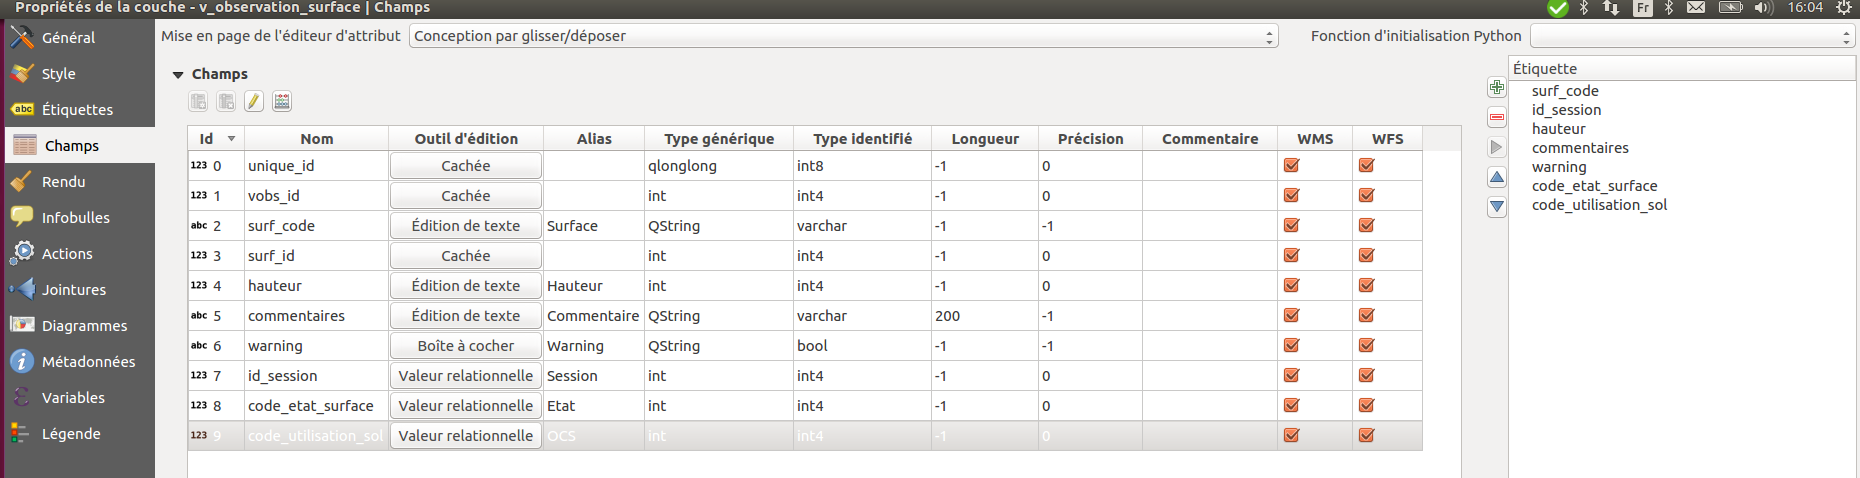 Propriétés de la couche - v_observation_surface | Champs
Fr
16:04
Général
Style
abc
Étiquettes
Champs
Rendu
Infobulles
Actions
Jointures
Diagrammes
Métadonnées
Variables
Légende
Mise en page de l'éditeur d'attribut
Conception par glisser/déposer
Fonction d'initialisation Python
Champs
Id Nom Outil d'édition Alias Type générique Type identifié Longueur Précision Commentaire WMS WFS
123 0 unique_id Cachée qlonglong int8 -1 0
123 1 vobs_id Cachée int int4 -1 0
abc 2 surf_code Édition de texte Surface QString varchar -1 -1
123 3 surf_id Cachée int int4 -1 0
123 4 hauteur Édition de texte Hauteur int int4 -1 0
abc 5 commentaires Édition de texte Commentaire QString varchar 200 -1
abc 6 warning Boîte à cocher Warning QString bool -1 -1
123 7 id_session Valeur relationnelle Session int int4 -1 0
123 8 code_etat_surface Valeur relationnelle Etat int int4 -1 0
123 9 code_utilisation_sol Valeur relationnelle OCS int int4 -1 0
Étiquette
surf_code
id_session
hauteur
commentaires
warning
code_etat_surface
code_utilisation_sol